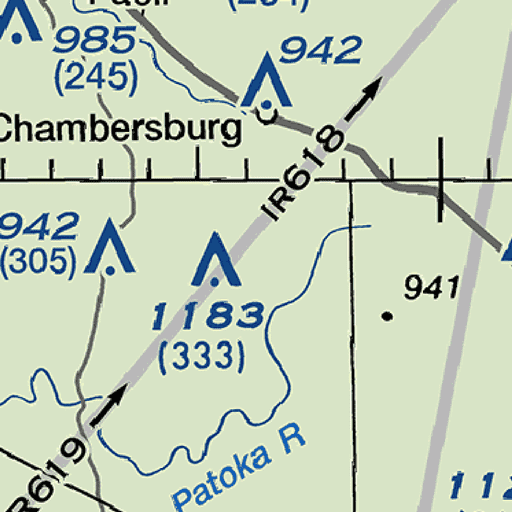 985
(245)
942
Chambersburg
IR618
942
(305)
1183
(333)
941
IR619
Patoka R